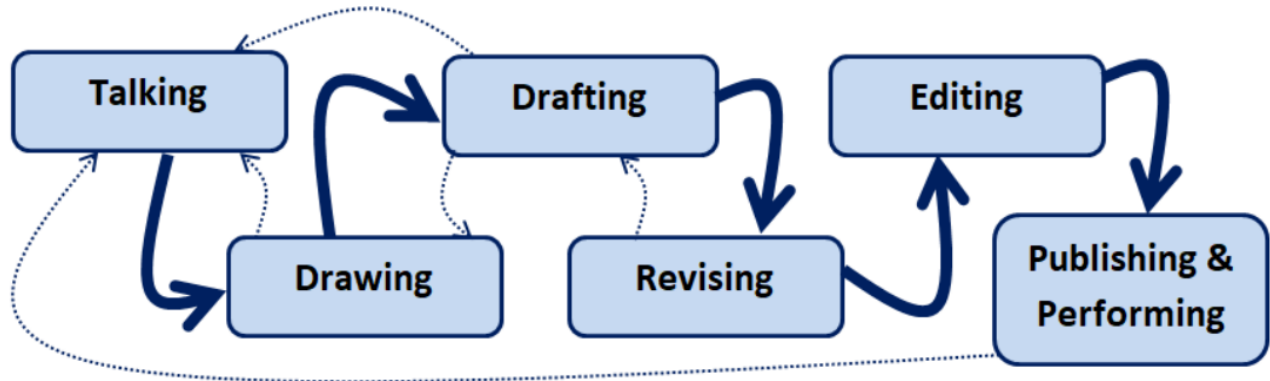 Talking
Drafting
Editing
Drawing
Revising
Publishing &
Performing